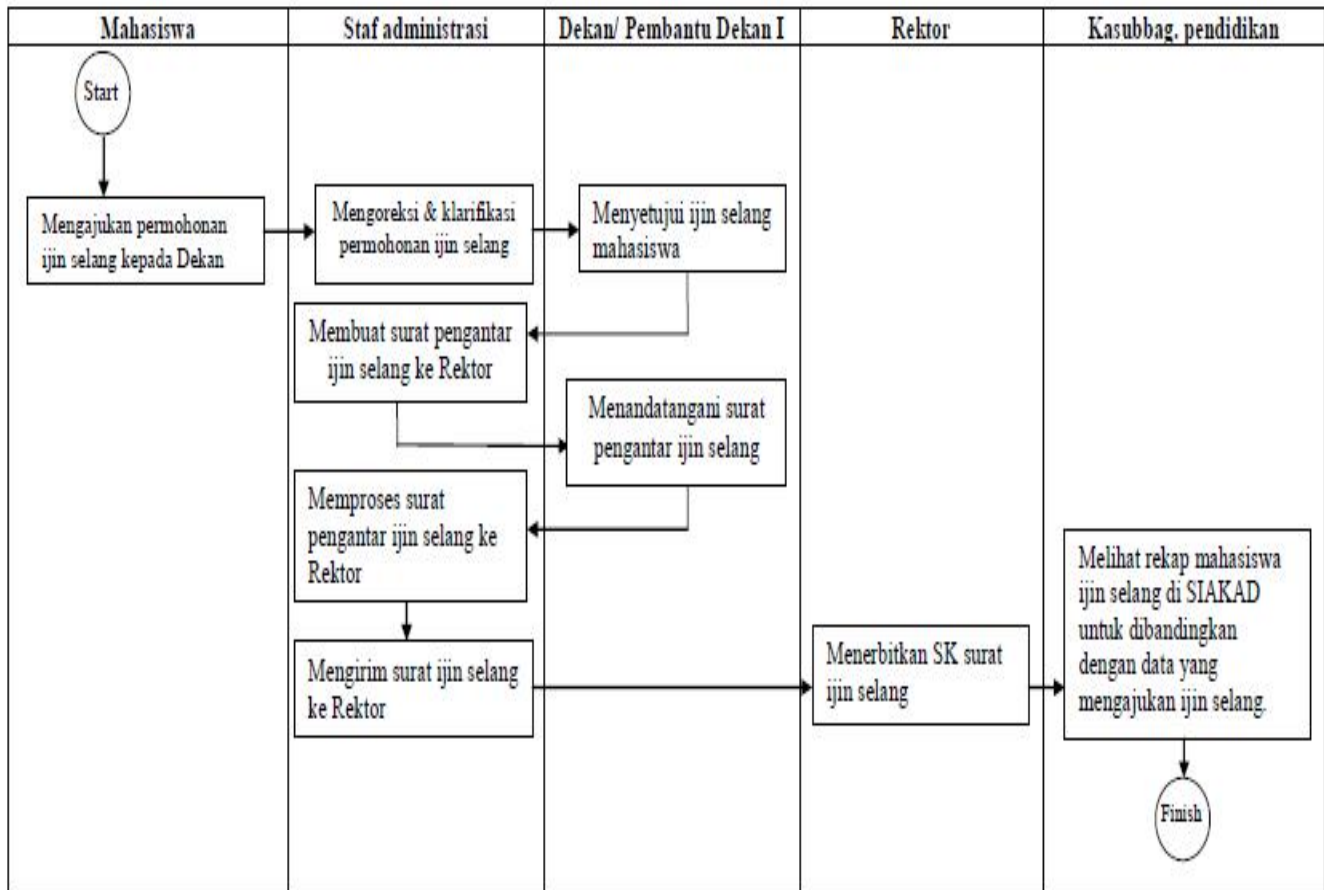 Mahasiswa
Staf administrasi
Dekan/ Pembantu Dekan I
Rektor
Kasubbag. pendidikan
Start
Mengajukan permohonan
ijin selang kepada Dekan
Mengoreksi & klarifikasi
permohonan ijin selang
Menyetujui ijin selang
mahasiswa
Membuat surat pengantar
ijin selang ke Rektor
Menandatangani surat
pengantar ijin selang
Memproses surat
pengantar ijin selang ke
Rektor
Mengirim surat ijin selang
ke Rektor
Menerbitkan SK surat
ijin selang
Melihat rekap mahasiswa
ijin selang di SIAKAD
untuk dibandingkan
dengan data yang
mengajukan ijin selang.
Finish